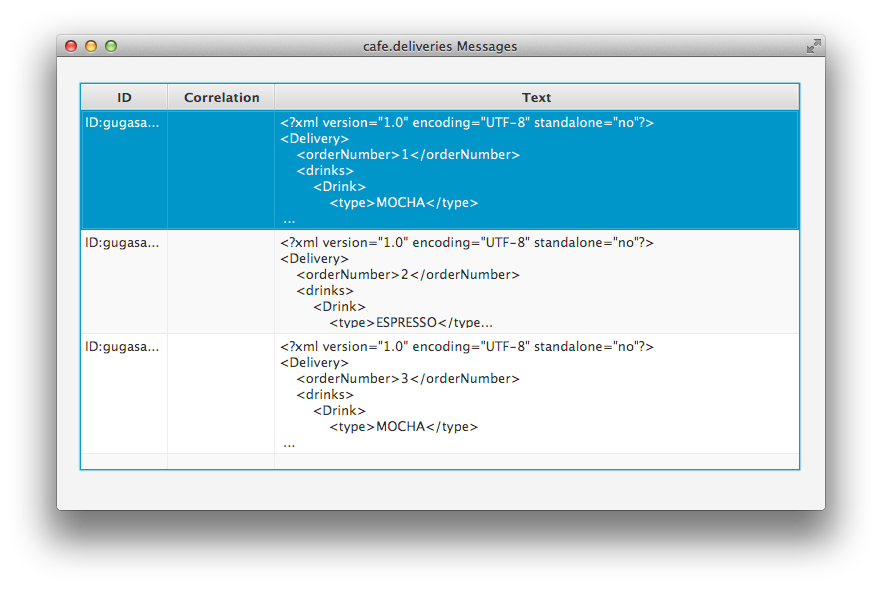 cafe.deliveries Messages
ID Correlation Text
ID:gugasa... <?xml version="1.0" encoding="UTF-8" standalone="no"?>
<Delivery>
<orderNumber>1</orderNumber>
<drinks>
<Drink>
<type>MOCHA</type>
...
ID:gugasa... <?xml version="1.0" encoding="UTF-8" standalone="no"?>
<Delivery>
<orderNumber>2</orderNumber>
<drinks>
<Drink>
<type>ESPRESSO</type...
ID:gugasa... <?xml version="1.0" encoding="UTF-8" standalone="no"?>
<Delivery>
<orderNumber>3</orderNumber>
<drinks>
<Drink>
<type>MOCHA</type>
...